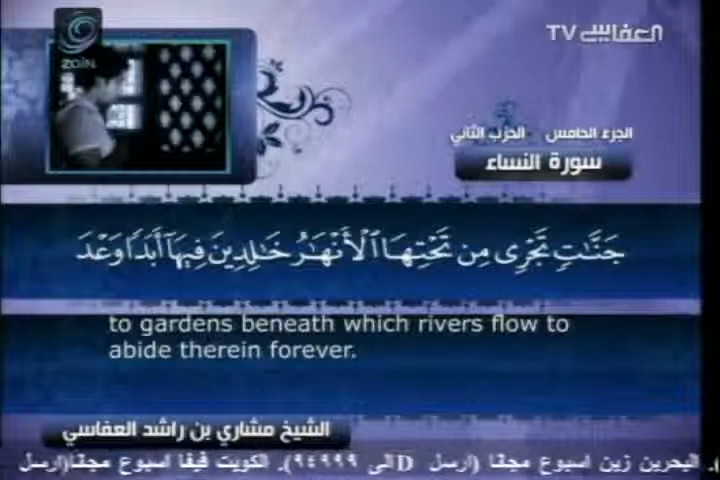 zain
العفاسي TV
الجزء الخامس - الحزب الثاني
سورة النساء
جَنَّٰتٍ تَجْرِى مِن تَحْتِهَا ٱلْأَنْهَٰرُ خَٰلِدِينَ فِيهَآ أَبَدًا وَعْدَ
to gardens beneath which rivers flow to
abide therein forever.
الشيخ مشاري بن راشد العفاسي
). البحرين زين اسبوع مجانا (ارسل D الى ٩٤٩٩٩). الكويت فيفا اسبوع مجانا(ارسل